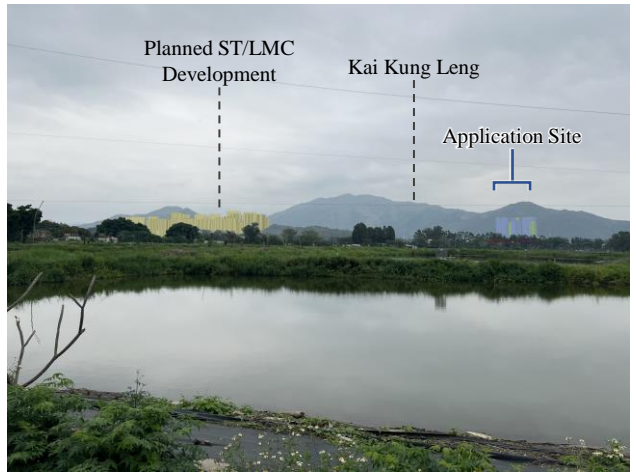 Planned ST/LMC
Development
Kai Kung Leng
Application Site